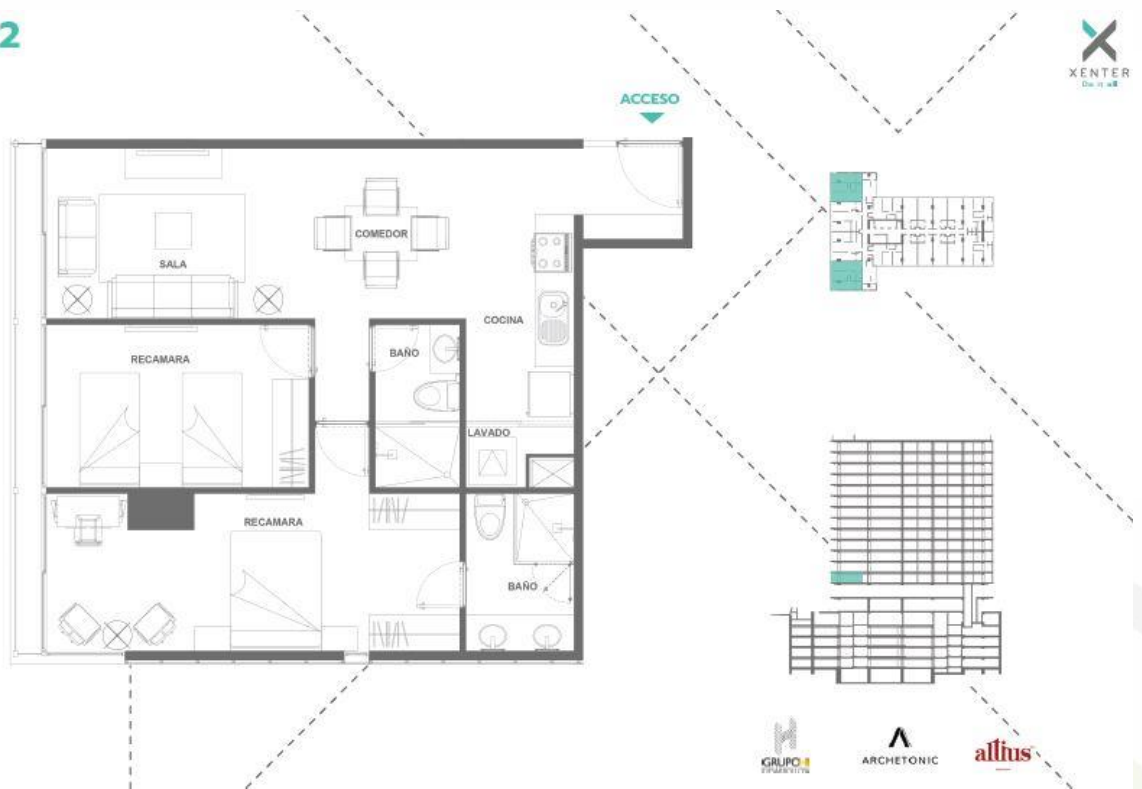 2
XENTER
ACCESO
COMEDOR
SALA
COCINA
RECAMARA
BAÑO
LAVADO
RECAMARA
BAÑO
GRUPO
ARCHETONIC
altius